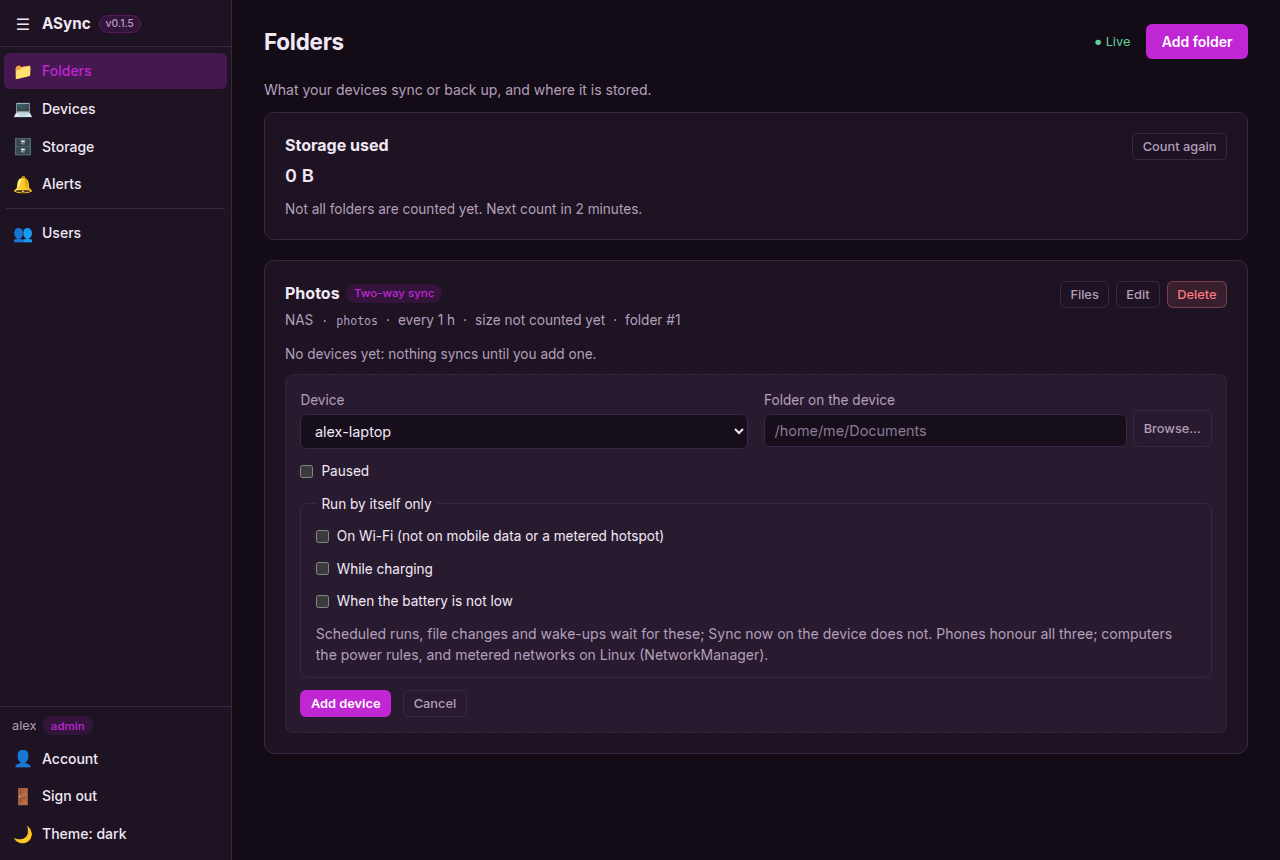 ☰ ASync v0.1.5
Folders
Devices
Storage
Alerts
Users
alex admin
Account
Sign out
Theme: dark
Folders
● Live
Add folder
What your devices sync or back up, and where it is stored.
Storage used
Count again
0 B
Not all folders are counted yet. Next count in 2 minutes.
Photos Two-way sync
Files Edit Delete
NAS · photos · every 1 h · size not counted yet · folder #1
No devices yet: nothing syncs until you add one.
Device
alex-laptop
Folder on the device
/home/me/Documents
Browse...
Paused
Run by itself only
On Wi-Fi (not on mobile data or a metered hotspot)
While charging
When the battery is not low
Scheduled runs, file changes and wake-ups wait for these; Sync now on the device does not. Phones honour all three; computers
the power rules, and metered networks on Linux (NetworkManager).
Add device Cancel